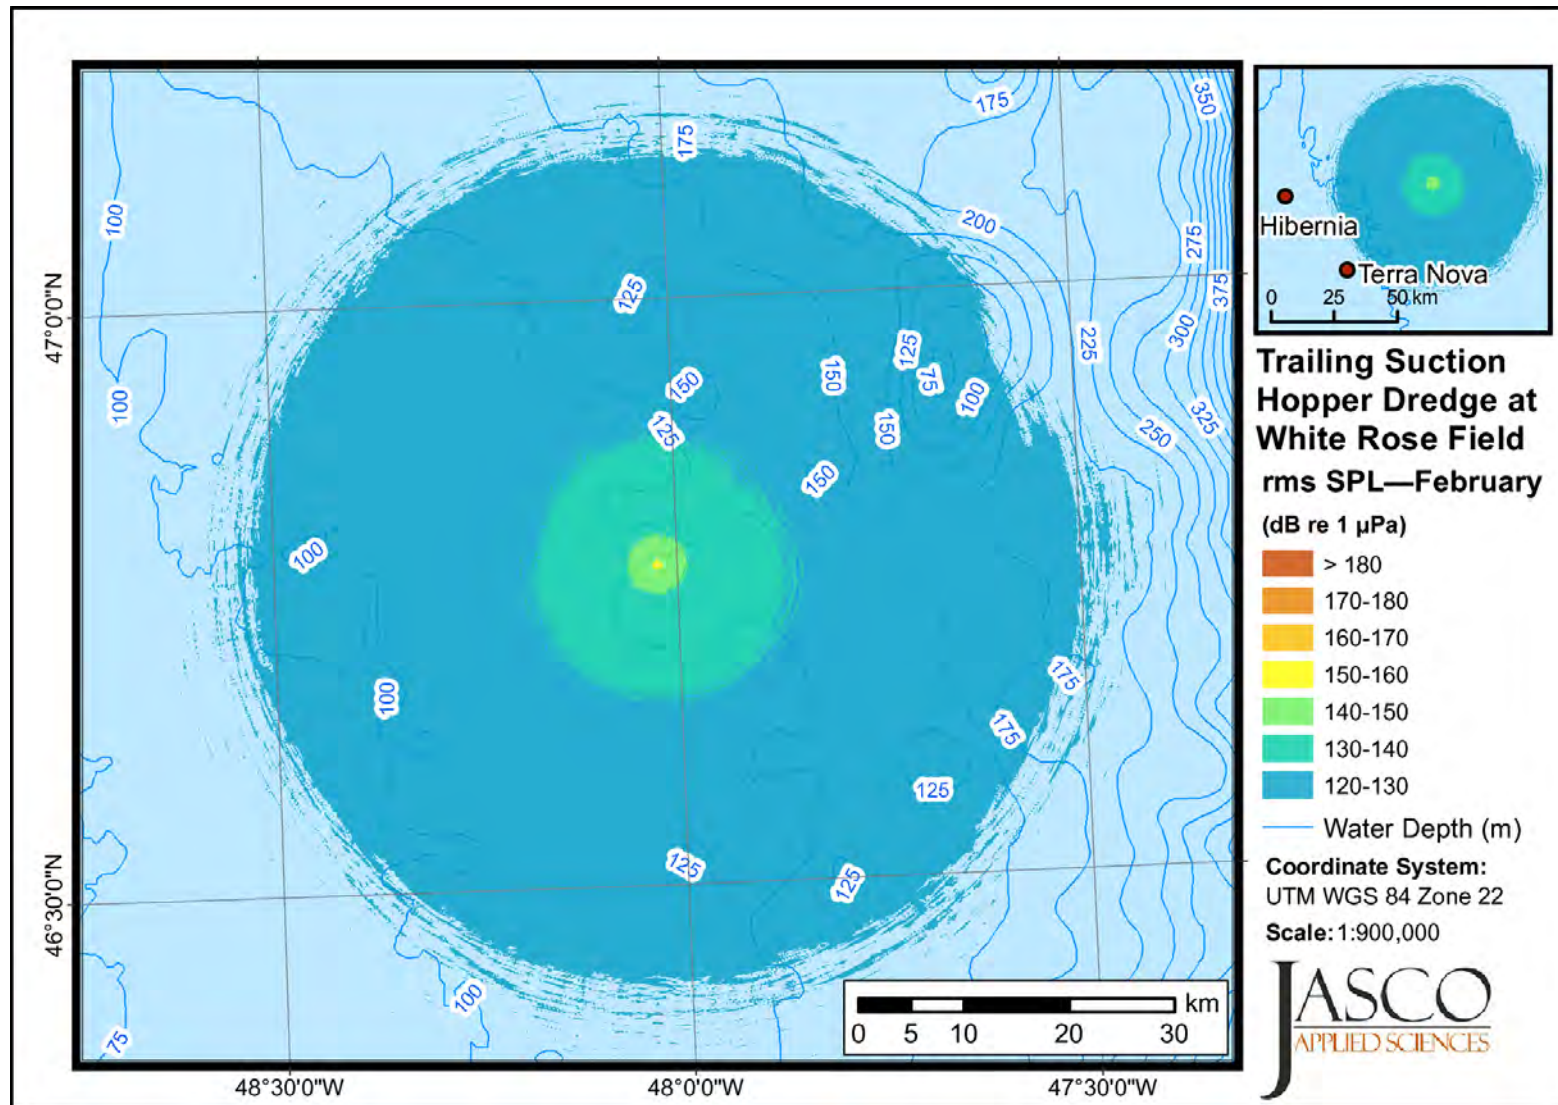 175
350
175
100
200
275
375
47°0'0"N
125
300
225
125
150
75
150
100
100
325
125
150
250
150
100
175
100
175
125
46°30'0"N
125
125
100
75
km
0 5 10 20 30
48°30'0"W 48°0'0"W 47°30'0"W
Hibernia
Terra Nova
0 25 50 km
Trailing Suction
Hopper Dredge at
White Rose Field
rms SPL—February
(dB re 1 µPa)
> 180
170-180
160-170
150-160
140-150
130-140
120-130
Water Depth (m)
Coordinate System:
UTM WGS 84 Zone 22
Scale: 1:900,000
JASCO
APPLIED SCIENCES